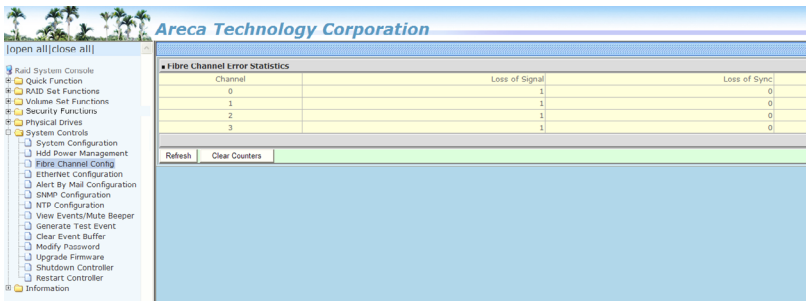 Areca Technology Corporation
|open all|close all|
Raid System Console
Quick Function
RAID Set Functions
Volume Set Functions
Security Functions
Physical Drives
System Controls
System Configuration
Hdd Power Management
Fibre Channel Config
EtherNet Configuration
Alert By Mail Configuration
SNMP Configuration
NTP Configuration
View Events/Mute Beeper
Generate Test Event
Clear Event Buffer
Modify Password
Upgrade Firmware
Shutdown Controller
Restart Controller
Information
Fibre Channel Error Statistics
Channel Loss of Signal Loss of Sync
0 1 0
1 1 0
2 1 0
3 1 0
Refresh Clear Counters